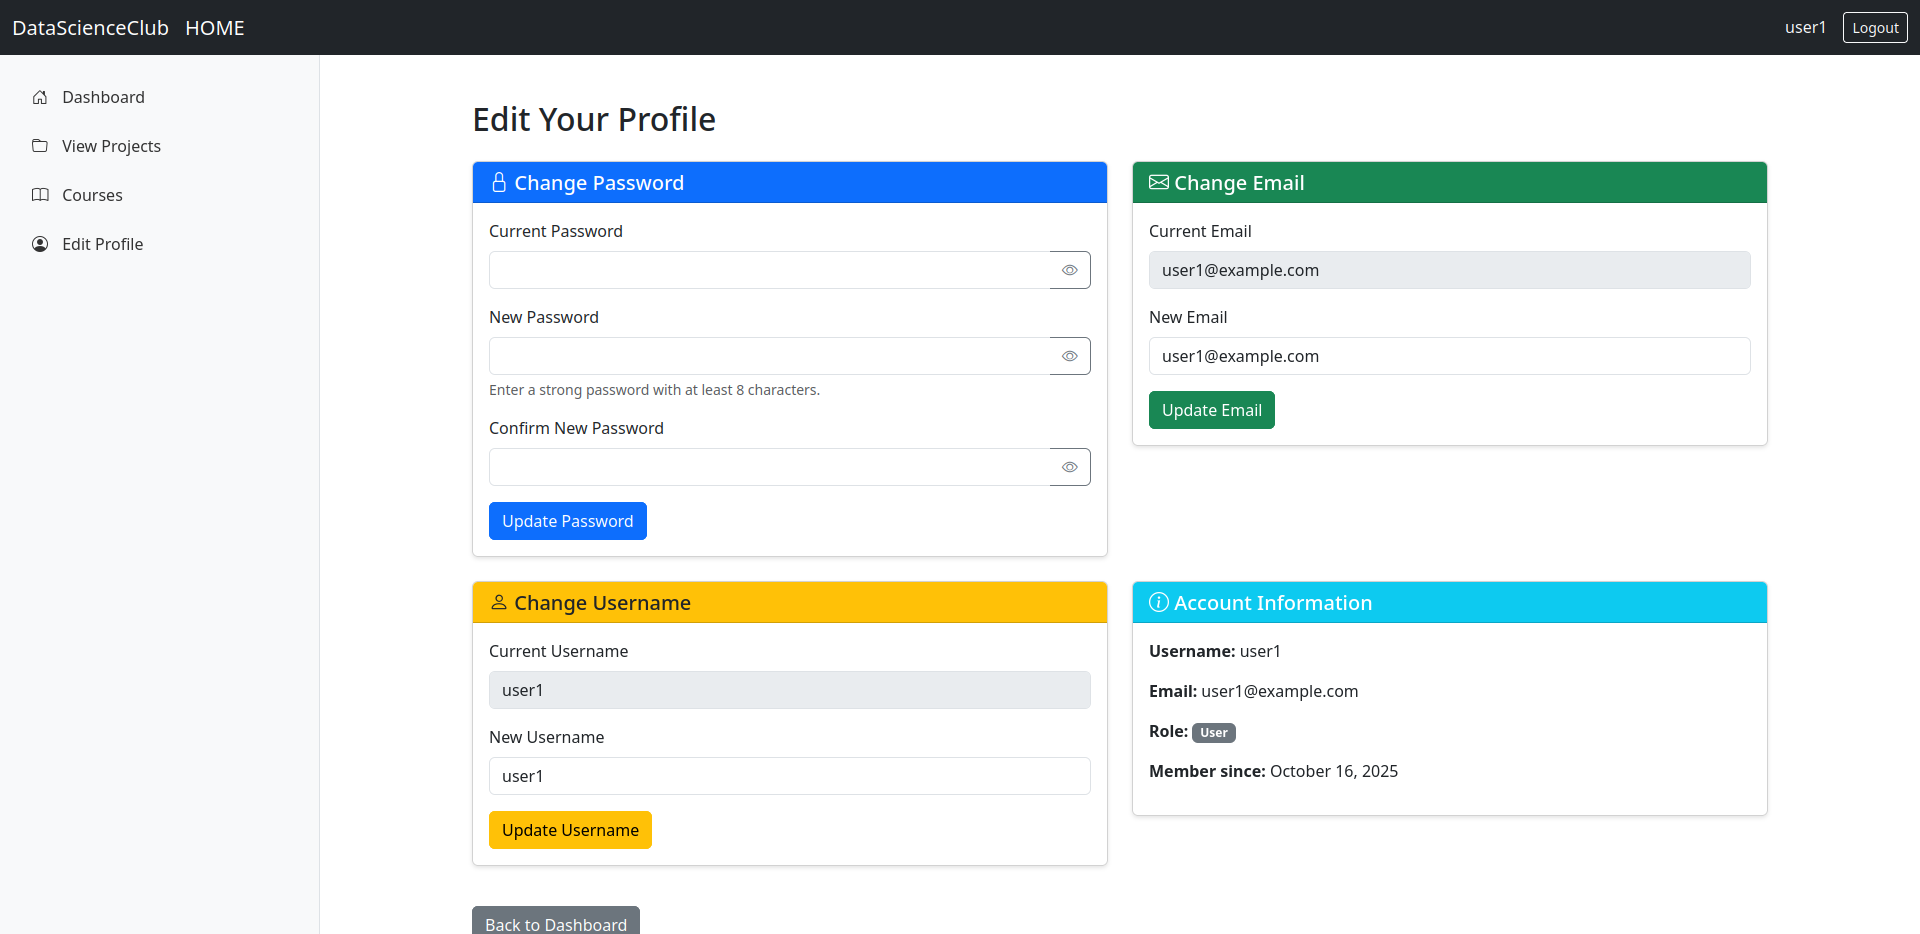 DataScienceClub HOME user1 Logout
Dashboard
View Projects
Courses
Edit Profile
Edit Your Profile
Change Password
Current Password
New Password
Enter a strong password with at least 8 characters.
Confirm New Password
Update Password
Change Email
Current Email
user1@example.com
New Email
user1@example.com
Update Email
Change Username
Current Username
user1
New Username
user1
Update Username
Account Information
Username: user1
Email: user1@example.com
Role: User
Member since: October 16, 2025
Back to Dashboard